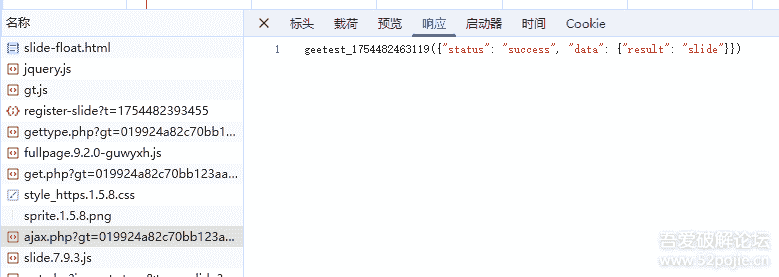 名称
标头 载荷 预览 响应 启动器 时间 Cookie
slide-float.html
1 geetest_1754482463119({"status": "success", "data": {"result": "slide"}})
jquery.js
gt.js
register-slide?t=1754482393455
gettype.php?gt=019924a82c70bb1...
fullpage.9.2.0-guwyxh.js
get.php?gt=019924a82c70bb123aa...
style_https.1.5.8.css
sprite.1.5.8.png
ajax.php?gt=019924a82c70bb123a...
slide.7.9.3.js
吾爱破解论坛
www.52pojie.cn